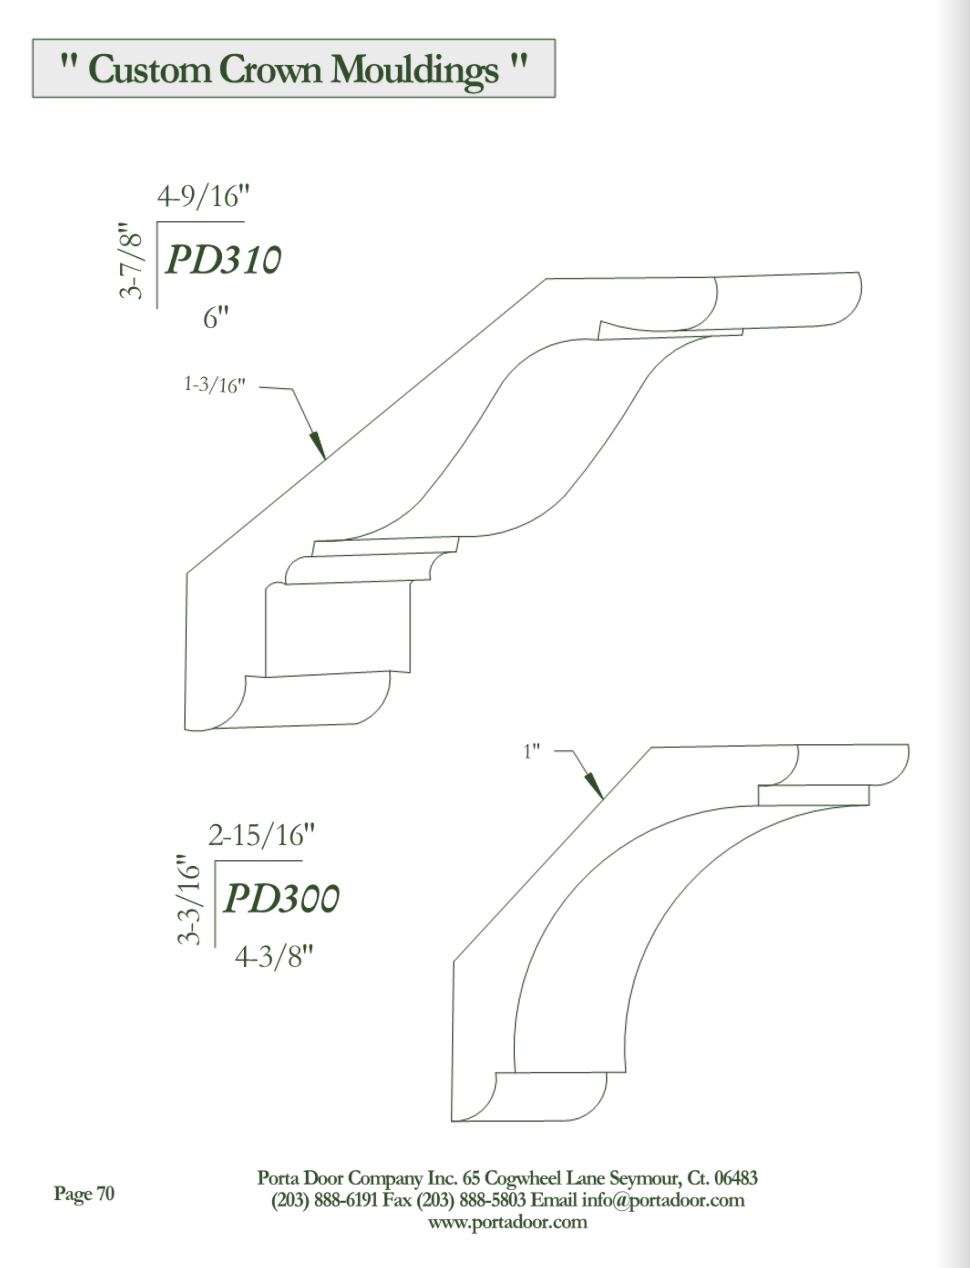 " Custom Crown Mouldings "
4-9/16"
3-7/8"
PD310
6"
1-3/16"
1"
2-15/16"
3-3/16"
PD300
4-3/8"
Porta Door Company Inc. 65 Cogwheel Lane Seymour, Ct. 06483
Page 70
(203) 888-6191 Fax (203) 888-5803 Email info@portadoor.com
www.portadoor.com